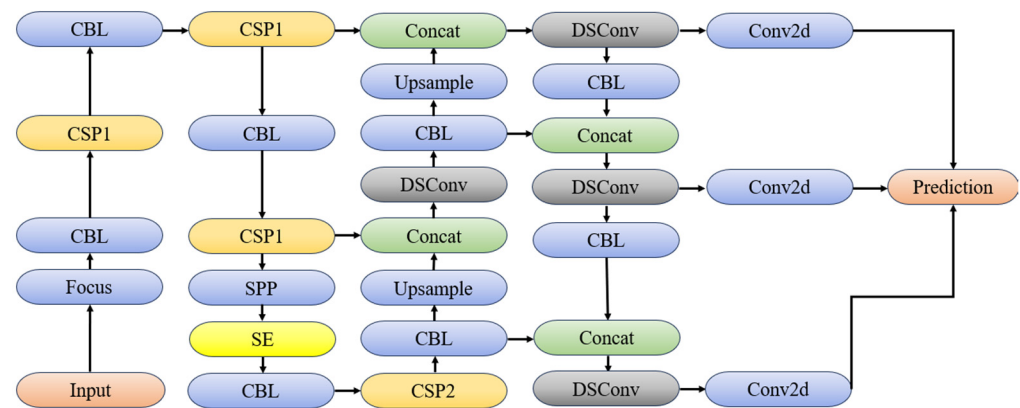 CBL
CSP1
Concat
DSConv
Conv2d
Upsample
CBL
CSP1
CBL
CBL
Concat
DSConv
DSConv
Conv2d
Prediction
CBL
CSP1
Concat
CBL
Focus
SPP
Upsample
SE
CBL
Concat
Input
CBL
CSP2
DSConv
Conv2d